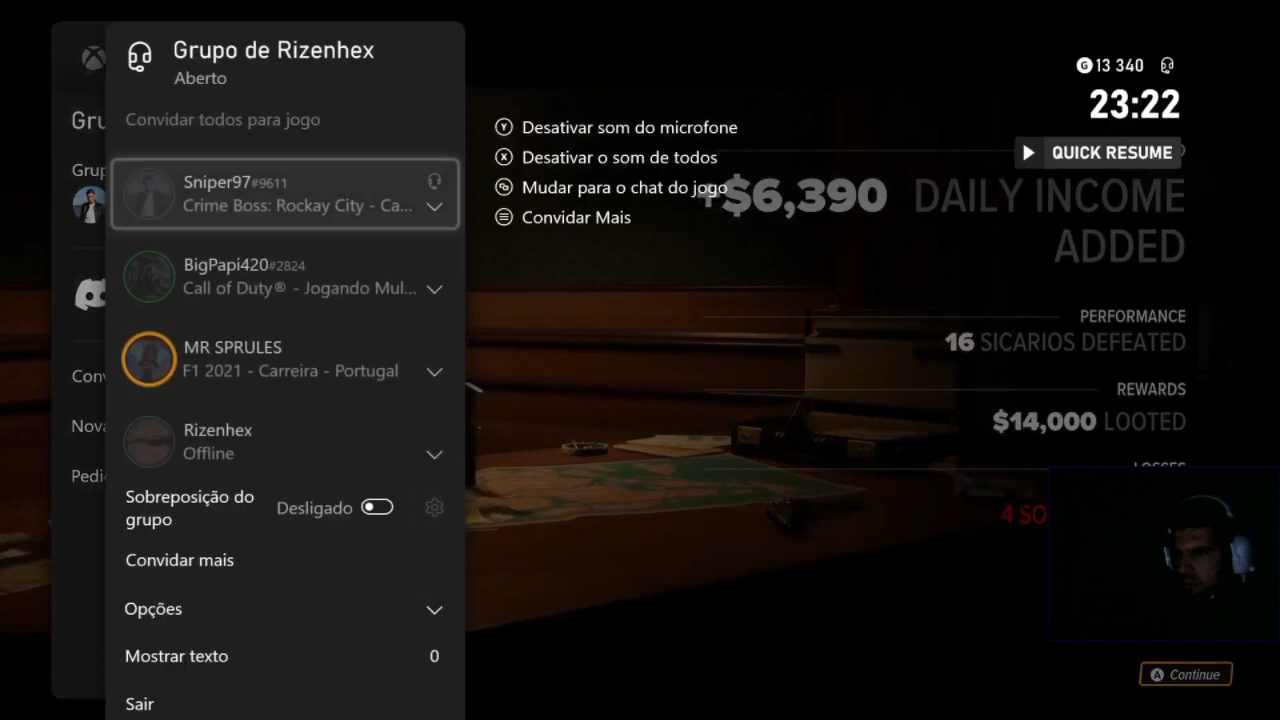 Grupo de Rizenhex
Aberto
Convidar todos para jogo
Gru
Grup
Sniper97#9611
Crime Boss: Rockay City - Ca...
BigPapi420#2824
Call of Duty® - Jogando Mul...
MR SPRULES
F1 2021 - Carreira - Portugal
Conv
Nova
Pedi
Rizenhex
Offline
Sobreposição do
grupo
Desligado
Convidar mais
Opções
Mostrar texto 0
Sair
Y Desativar som do microfone
X Desativar o som de todos
Mudar para o chat do jogo
Convidar Mais
G 13 340
23:22
QUICK RESUME
+$6,390 DAILY INCOME
ADDED
PERFORMANCE
16 SICARIOS DEFEATED
REWARDS
$14,000 LOOTED
LOSSES
4 SO
A Continue